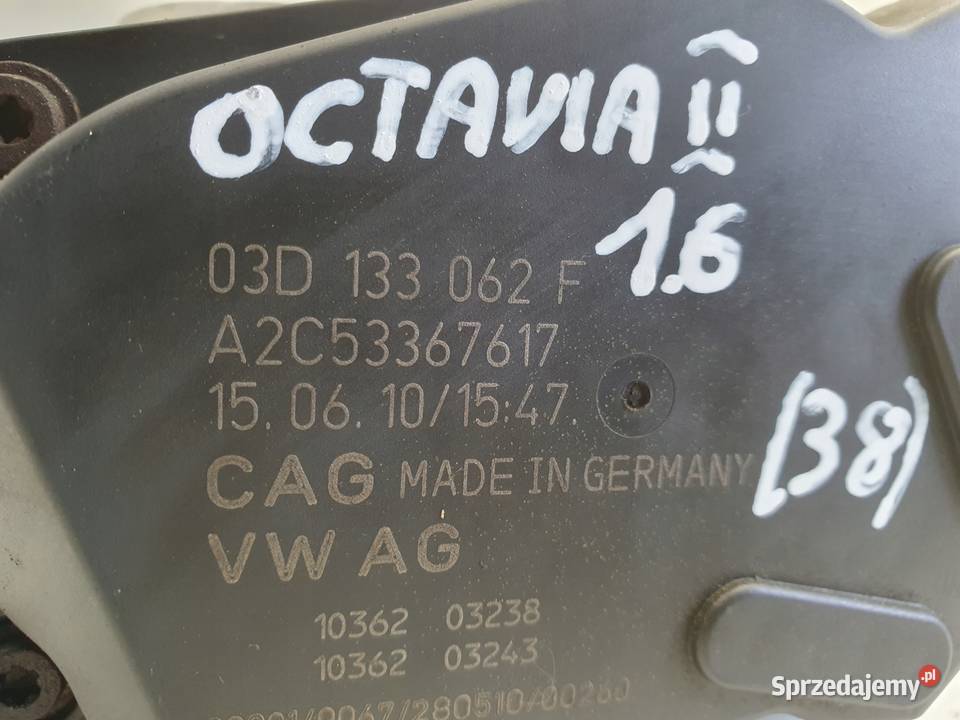 OCTAVIA II
1.6
03D 133 062 F
A2C53367617
15.06.10/15:47
(38)
CAG MADE IN GERMANY
VW AG
10362 03238
10362 03243
Sprzedajemy.pl